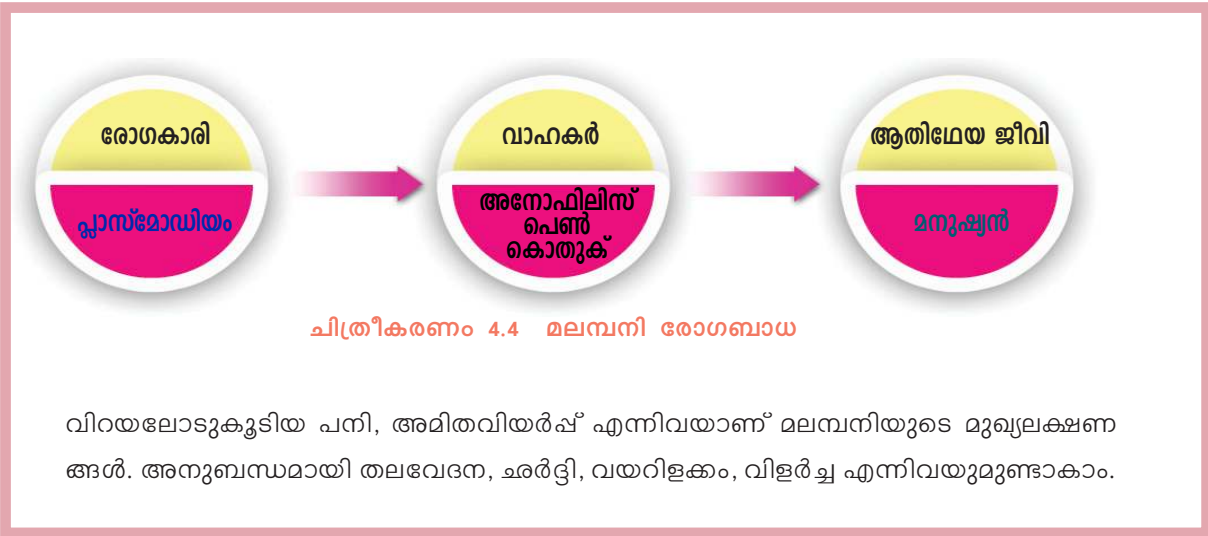 രോഗകാരി
പ്ലാസ്മോഡിയം
വാഹകർ
അനോഫിലിസ്
പെൺ
കൊതുക്
ആതിഥേയ ജീവി
മനുഷ്യൻ
ചിത്രീകരണം 4.4 മലമ്പനി രോഗബാധ
വിറയലോടുകൂടിയ പനി, അമിതവിയർപ്പ് എന്നിവയാണ് മലമ്പനിയുടെ മുഖ്യലക്ഷണ
ങ്ങൾ. അനുബന്ധമായി തലവേദന, ഛർദ്ദി, വയറിളക്കം, വിളർച്ച എന്നിവയുമുണ്ടാകാം.